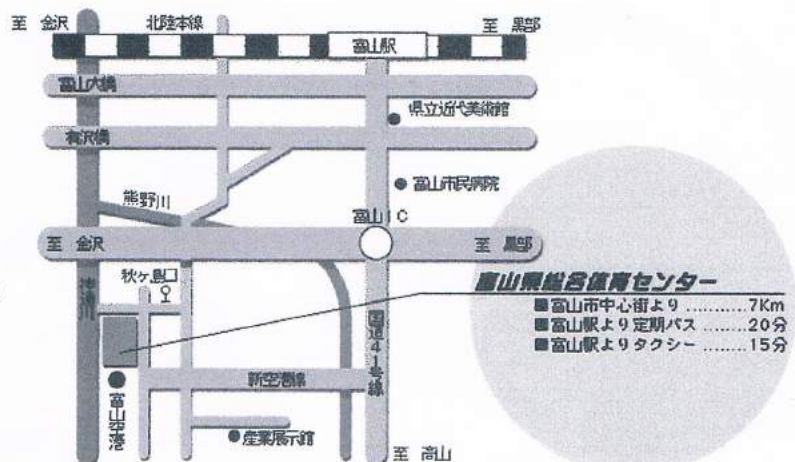 至 金沢
北陸本線
至 黒部
富山駅
富山大橋
県立近代美術館
有沢橋
富山市民病院
熊野川
富山IC
至 金沢
至 黒部
秋ヶ島口
神通川
富山県総合体育センター
富山市中心街より ..........7Km
富山駅より定期バス ......20分
富山駅よりタクシー .......15分
国道41号線
新空港線
富山空港
産業展示館
至 高山